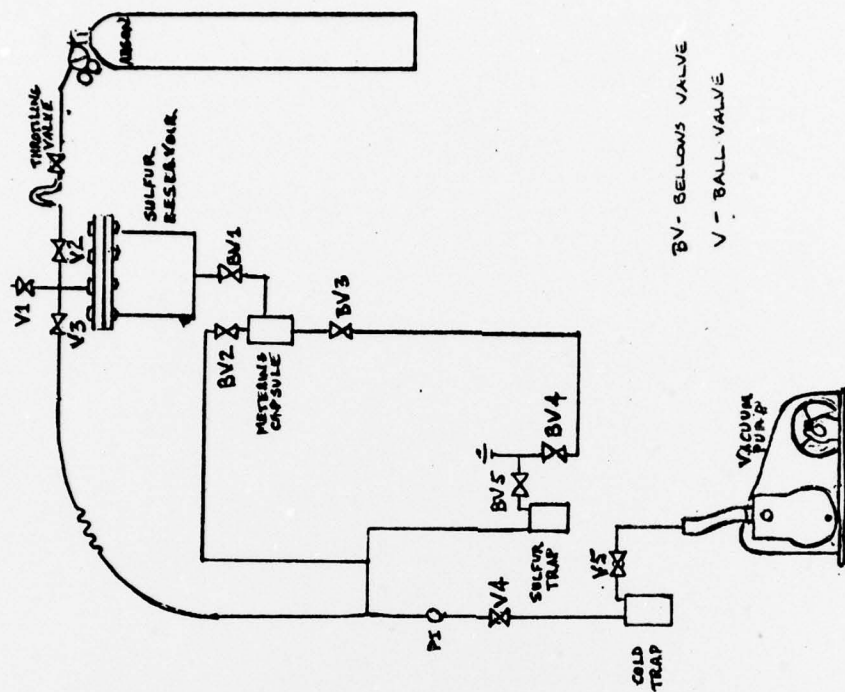 ARGON
THROTTLING
VALVE
SULFUR
RESERVOIR
V1
V2
V3
BV1
BV2
METERING
CAPSULE
BV3
BV4
BV5
SULFUR
TRAP
PI
V4
V5
COLD
TRAP
VACUUM
PUMP
BV - BELLOWS VALVE
V - BALL VALVE